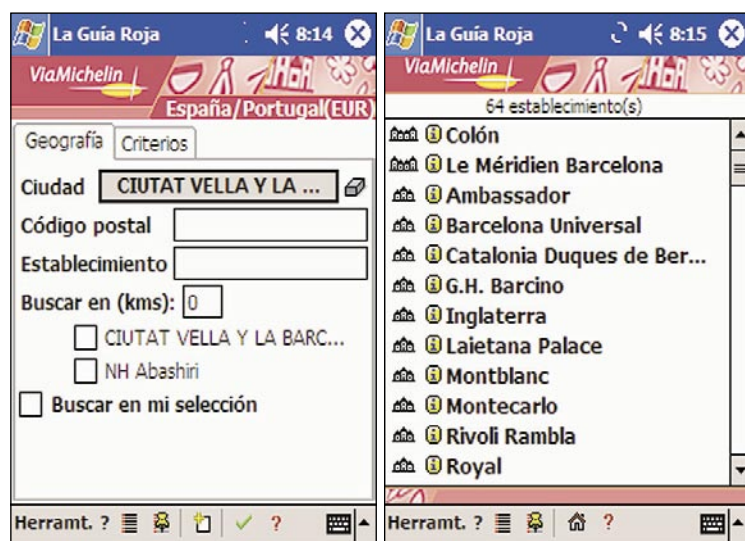 La Guía Roja 8:14
ViaMichelin
España/Portugal(EUR)
Geografía Criterios
Ciudad CIUTAT VELLA Y LA ...
Código postal
Establecimiento
Buscar en (kms): 0
CIUTAT VELLA Y LA BARC...
NH Abashiri
Buscar en mi selección
Herramt. ? ?
La Guía Roja 8:15
ViaMichelin
64 establecimiento(s)
Colón
Le Méridien Barcelona
Ambassador
Barcelona Universal
Catalonia Duques de Ber...
G.H. Barcino
Inglaterra
Laietana Palace
Montblanc
Montecarlo
Rivoli Rambla
Royal
Herramt. ? ?